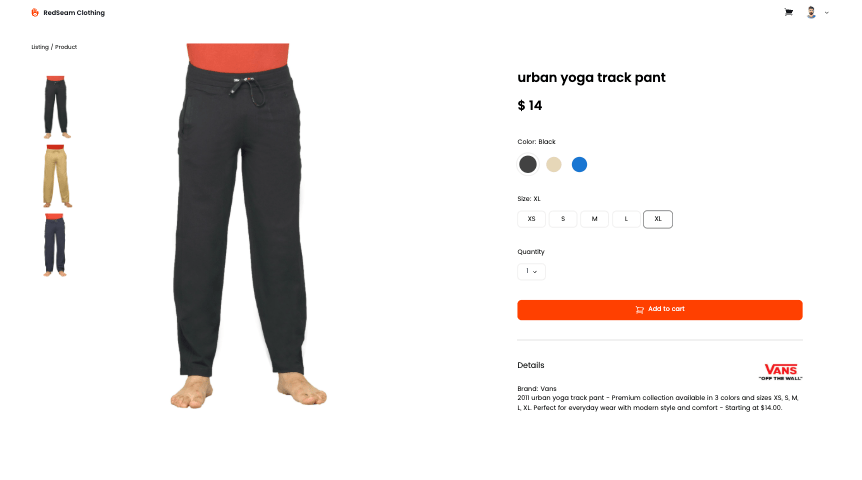 RedSeam Clothing
Listing / Product
urban yoga track pant
$ 14
Color: Black
Size: XL
XS
S
M
L
XL
Quantity
1
Add to cart
Details
VANS
"OFF THE WALL"
Brand: Vans
2011 urban yoga track pant - Premium collection available in 3 colors and sizes XS, S, M,
L, XL. Perfect for everyday wear with modern style and comfort - Starting at $14.00.